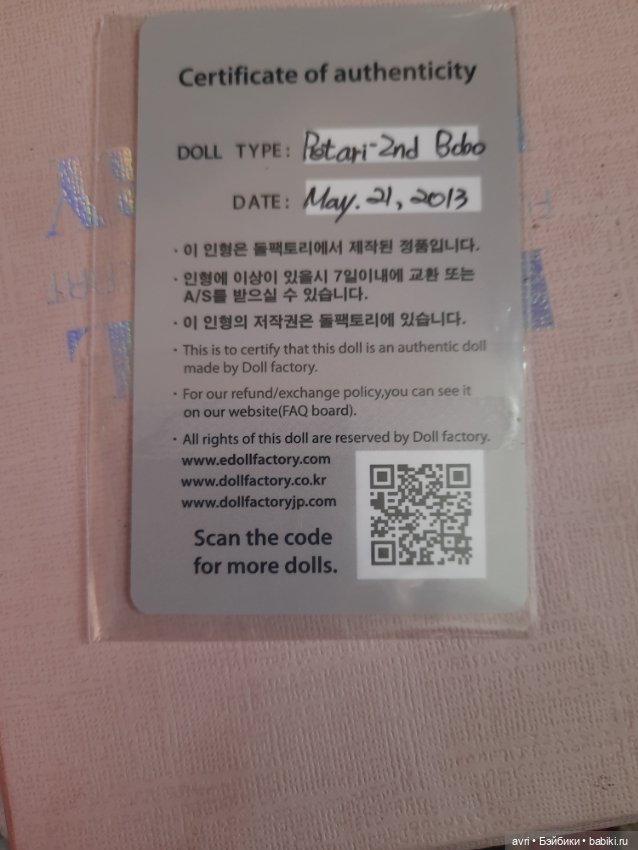 Certificate of authenticity
DOLL TYPE: Potari-2nd Bobo
DATE: May. 21, 2013
· 이 인형은 돌팩토리에서 제작된 정품입니다.
· 인형에 이상이 있을시 7일이내에 교환 또는
A/S를 받으실 수 있습니다.
· 이 인형의 저작권은 돌팩토리에 있습니다.
· This is to certify that this doll is an authentic doll
made by Doll factory.
· For our refund/exchange policy,you can see it
on our website(FAQ board).
· All rights of this doll are reserved by Doll factory.
www.edollfactory.com
www.dollfactory.co.kr
www.dollfactoryjp.com
Scan the code
for more dolls.
avri • Бэйбики • babiki.ru